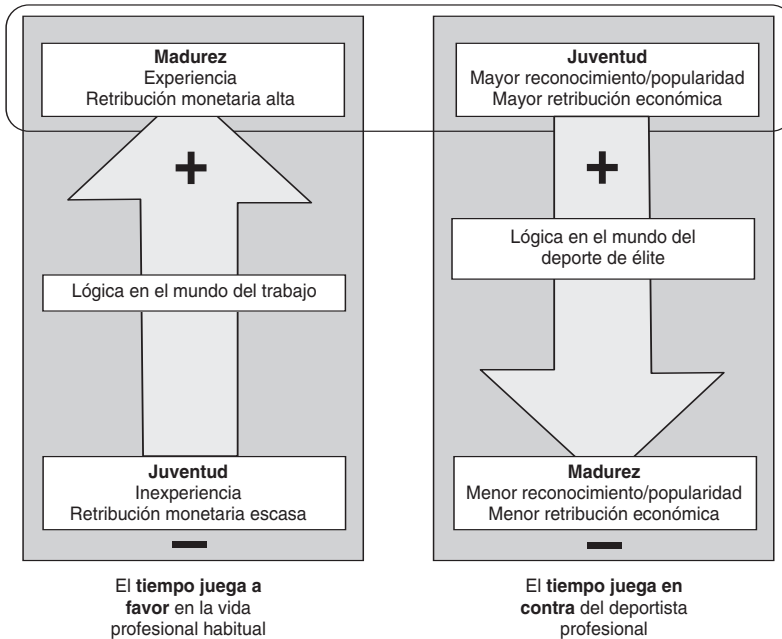 Madurez
Experiencia
Retribución monetaria alta
+
Lógica en el mundo del trabajo
Juventud
Inexperiencia
Retribución monetaria escasa
−
El tiempo juega a
favor en la vida
profesional habitual
Juventud
Mayor reconocimiento/popularidad
Mayor retribución económica
+
Lógica en el mundo del
deporte de élite
Madurez
Menor reconocimiento/popularidad
Menor retribución económica
−
El tiempo juega en
contra del deportista
profesional